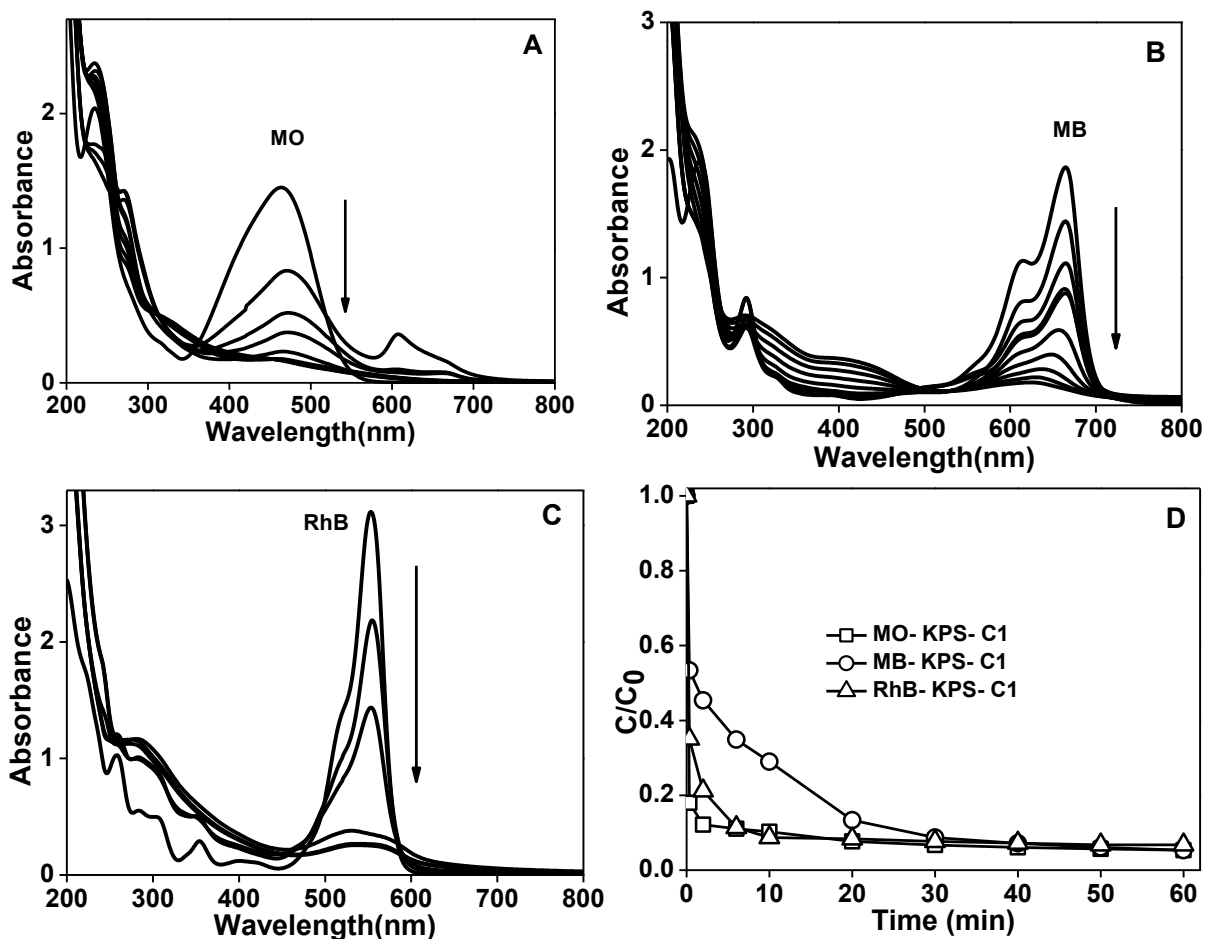 A
MO
Absorbance
2
1
0
200 300 400 500 600 700 800
Wavelength(nm)
B
MB
Absorbance
3
2
1
0
200 300 400 500 600 700 800
Wavelength(nm)
C
RhB
Absorbance
3
2
1
0
200 300 400 500 600 700 800
Wavelength(nm)
D
C/C0
1.0
0.8
0.6
0.4
0.2
0.0
MO- KPS- C1
MB- KPS- C1
RhB- KPS- C1
0 10 20 30 40 50 60
Time (min)